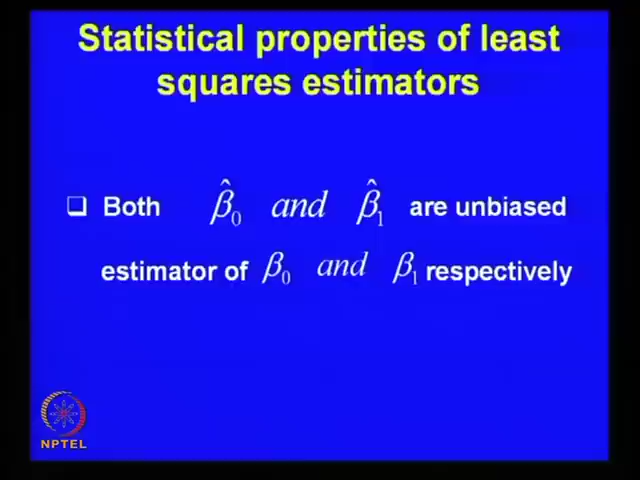 Statistical properties of least
squares estimators
❑ Both β̂₀ and β̂₁ are unbiased
estimator of β₀ and β₁ respectively
NPTEL